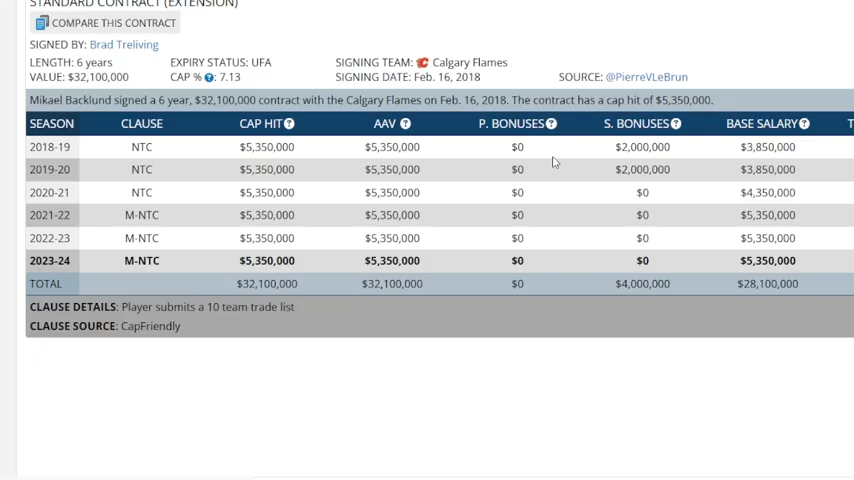 STANDARD CONTRACT (EXTENSION)
COMPARE THIS CONTRACT
SIGNED BY: Brad Treliving
LENGTH: 6 years EXPIRY STATUS: UFA SIGNING TEAM: Calgary Flames
VALUE: $32,100,000 CAP % ?: 7.13 SIGNING DATE: Feb. 16, 2018 SOURCE: @PierreVLeBrun
Mikael Backlund signed a 6 year, $32,100,000 contract with the Calgary Flames on Feb. 16, 2018. The contract has a cap hit of $5,350,000.
SEASON CLAUSE CAP HIT ? AAV ? P. BONUSES ? S. BONUSES ? BASE SALARY ? T
2018-19 NTC $5,350,000 $5,350,000 $0 $2,000,000 $3,850,000
2019-20 NTC $5,350,000 $5,350,000 $0 $2,000,000 $3,850,000
2020-21 NTC $5,350,000 $5,350,000 $0 $0 $4,350,000
2021-22 M-NTC $5,350,000 $5,350,000 $0 $0 $5,350,000
2022-23 M-NTC $5,350,000 $5,350,000 $0 $0 $5,350,000
2023-24 M-NTC $5,350,000 $5,350,000 $0 $0 $5,350,000
TOTAL $32,100,000 $32,100,000 $0 $4,000,000 $28,100,000
CLAUSE DETAILS: Player submits a 10 team trade list
CLAUSE SOURCE: CapFriendly